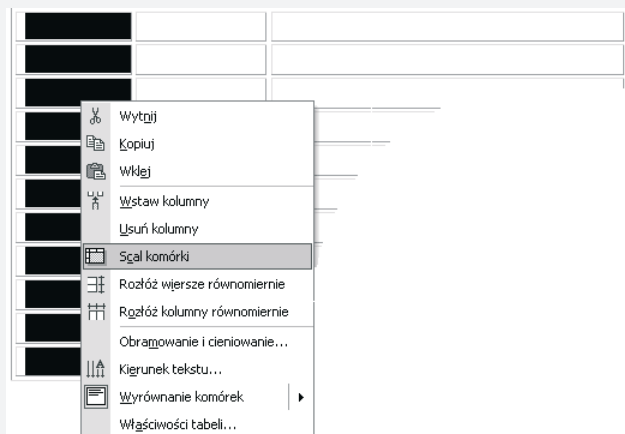 Wytnij
Kopiuj
Wklej
Wstaw kolumny
Usuń kolumny
Scal komórki
Rozłóż wiersze równomiernie
Rozłóż kolumny równomiernie
Obramowanie i cieniowanie...
Kierunek tekstu...
Wyrównanie komórek
Właściwości tabeli...